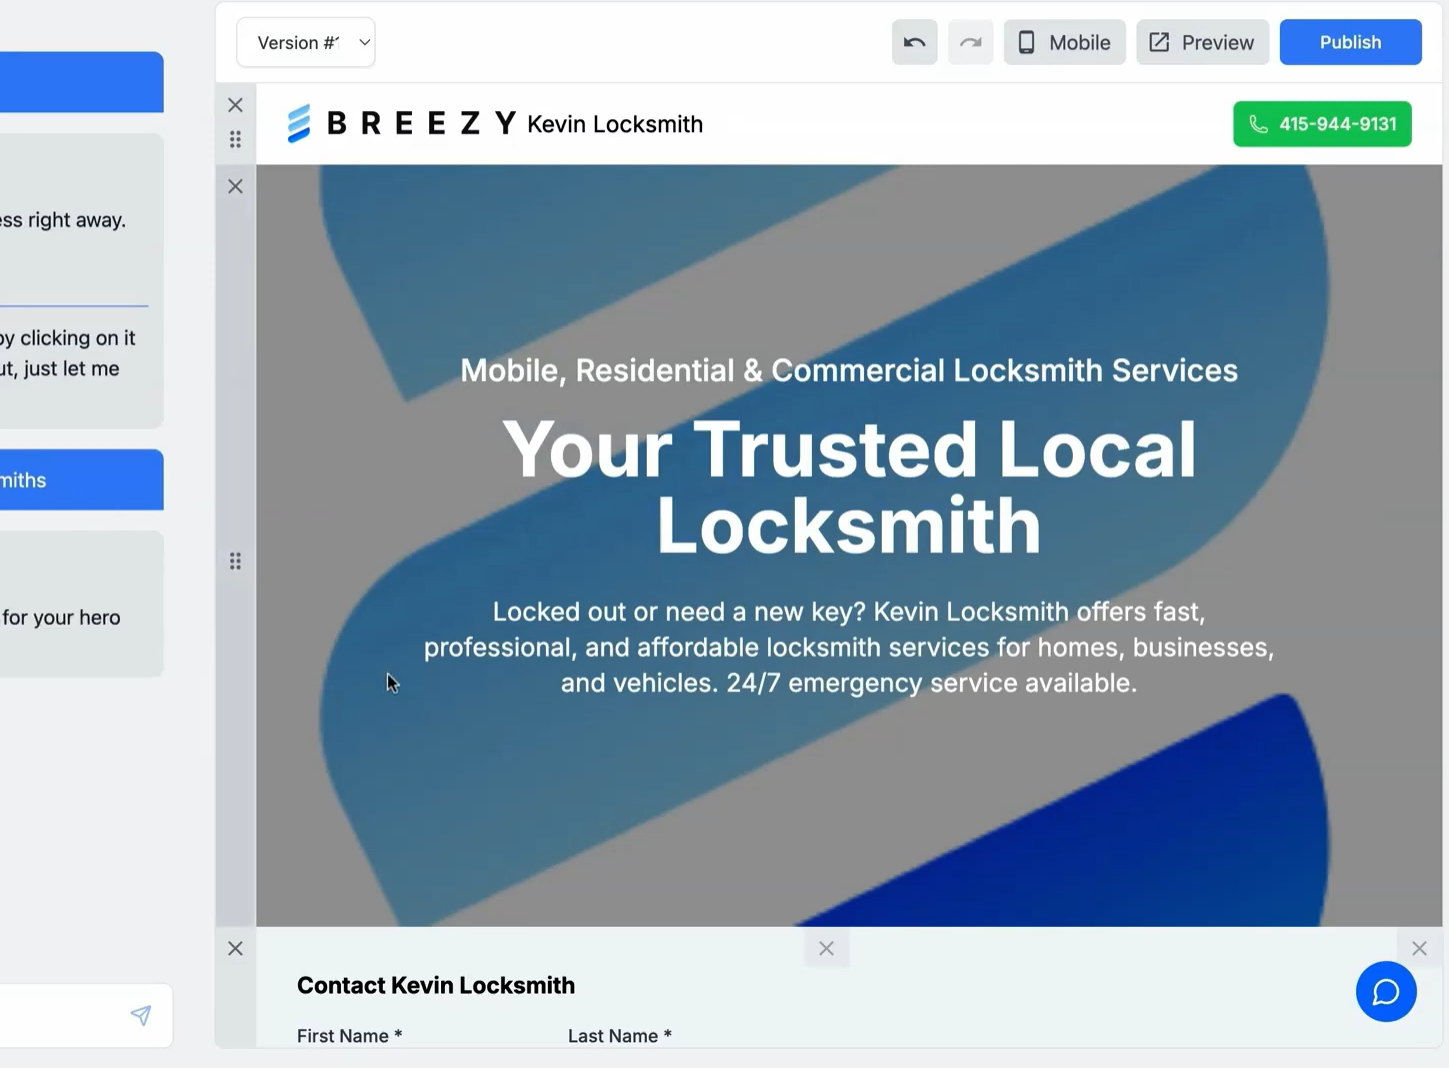 Version #1
Mobile
Preview
Publish
BREEZY Kevin Locksmith
415-944-9131
ess right away.
by clicking on it
ut, just let me
miths
for your hero
Mobile, Residential & Commercial Locksmith Services
Your Trusted Local
Locksmith
Locked out or need a new key? Kevin Locksmith offers fast,
professional, and affordable locksmith services for homes, businesses,
and vehicles. 24/7 emergency service available.
Contact Kevin Locksmith
First Name *
Last Name *